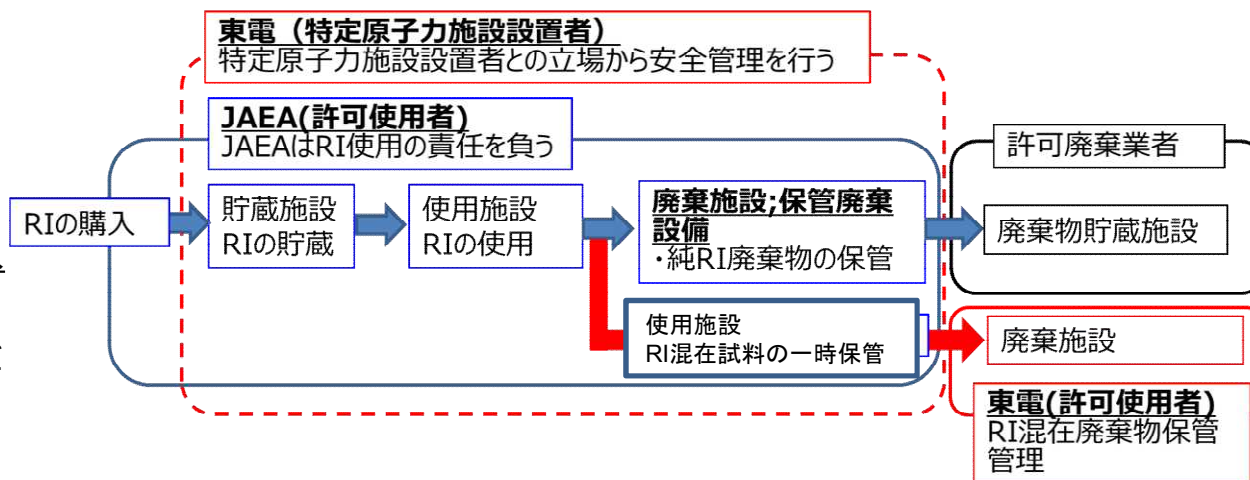 東電（特定原子力施設設置者）
特定原子力施設設置者との立場から安全管理を行う
JAEA(許可使用者)
JAEAはRI使用の責任を負う
許可廃棄業者
RIの購入
貯蔵施設
RIの貯蔵
使用施設
RIの使用
廃棄施設;保管廃棄
設備
・純RI廃棄物の保管
廃棄物貯蔵施設
使用施設
RI混在試料の一時保管
廃棄施設
東電(許可使用者)
RI混在廃棄物保管
管理